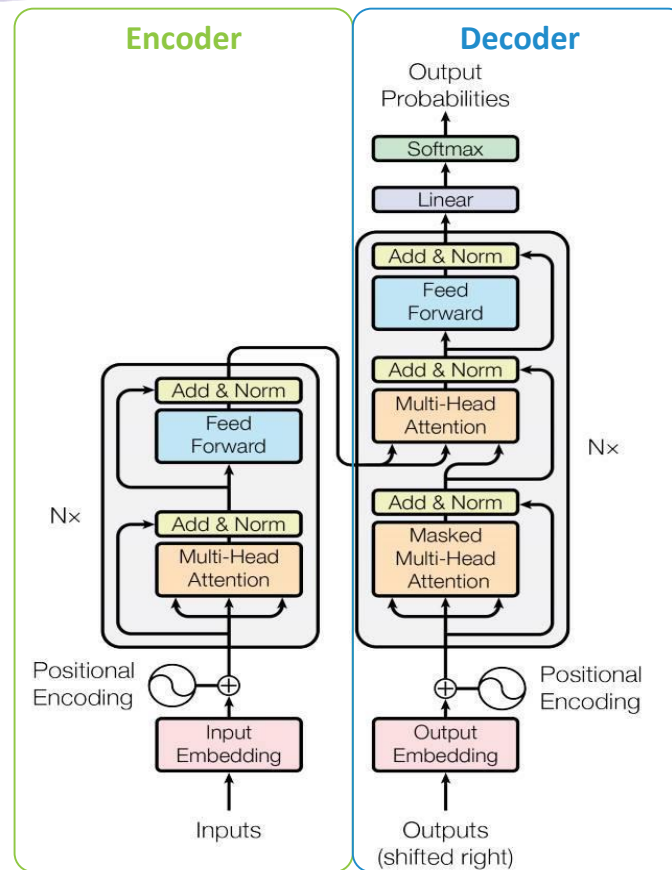 Encoder
Decoder
Output
Probabilities
Softmax
Linear
Add & Norm
Feed
Forward
Add & Norm
Multi-Head
Attention
Add & Norm
Masked
Multi-Head
Attention
N×
Add & Norm
Feed
Forward
Add & Norm
Multi-Head
Attention
N×
Positional
Encoding
Positional
Encoding
Input
Embedding
Output
Embedding
Inputs
Outputs
(shifted right)